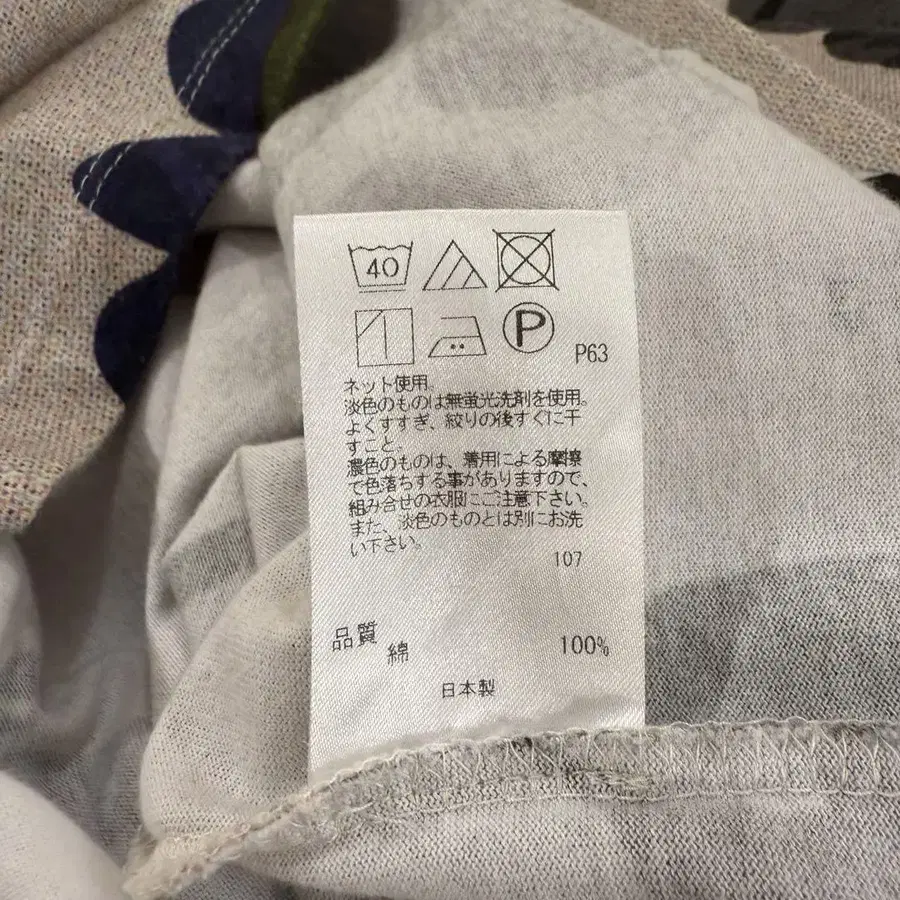 40
P
P63
ネット使用。
淡色のものは無蛍光洗剤を使用。
よくすすぎ、絞りの後すぐに干
すこと。
濃色のものは、着用による摩擦
で色落ちする事がありますので、
組み合せの衣服にご注意下さい。
また、淡色のものとは別にお洗
い下さい。
107
品質
綿 100%
日本製